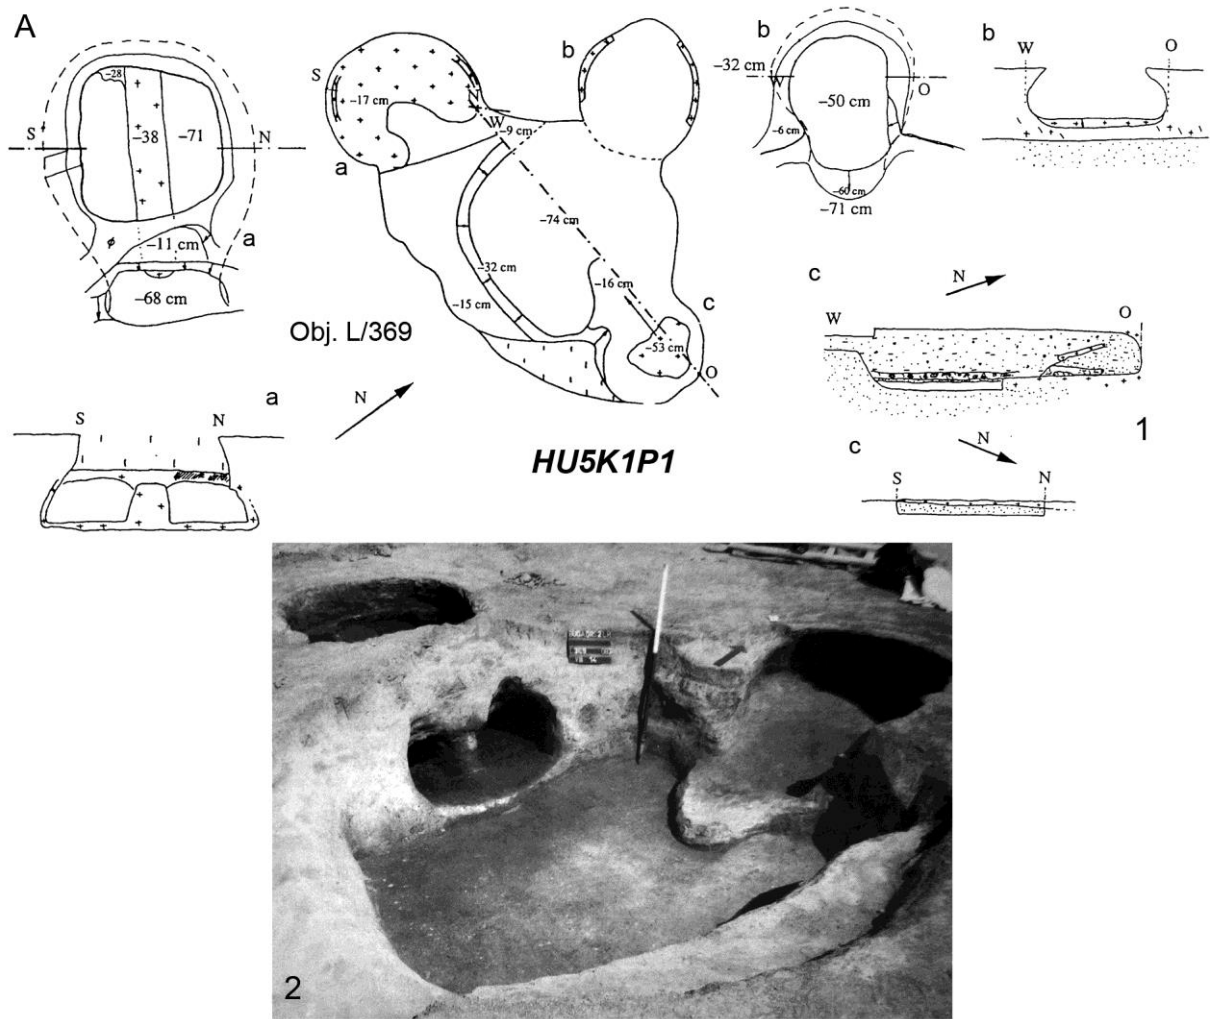 A
S
N
-28
-38
-71
a
-11 cm
-68 cm
a
S
N
S
-17 cm
N
W
-9 cm
a
b
-74 cm
-32 cm
-15 cm
-16 cm
c
-53 cm
O
Obj. L/369
N
HU5K1P1
b
-32 cm
W
O
-50 cm
-6 cm
-60 cm
-71 cm
b
W
O
c
N
W
O
1
N
c
S
N
2